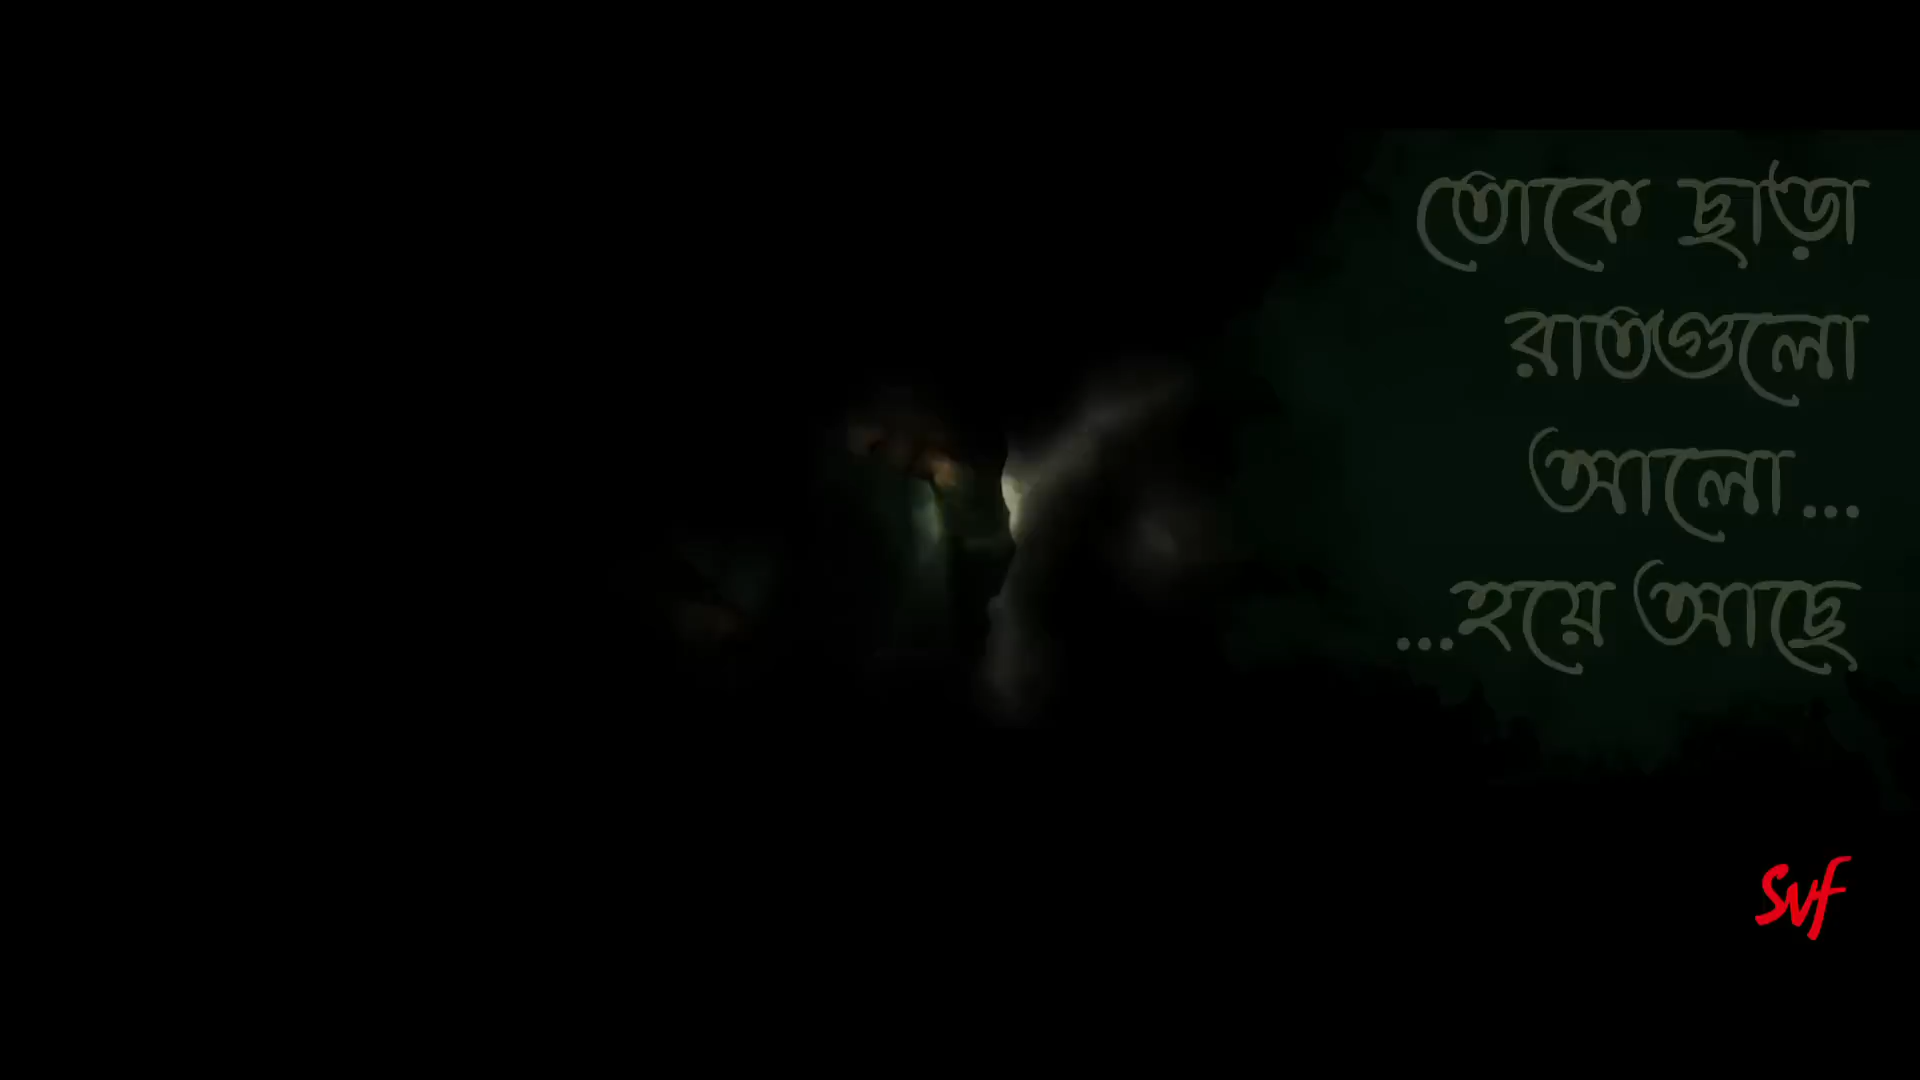 তোকে ছাড়া
রাতগুলো
আলো...
...হয়ে আছে
svf